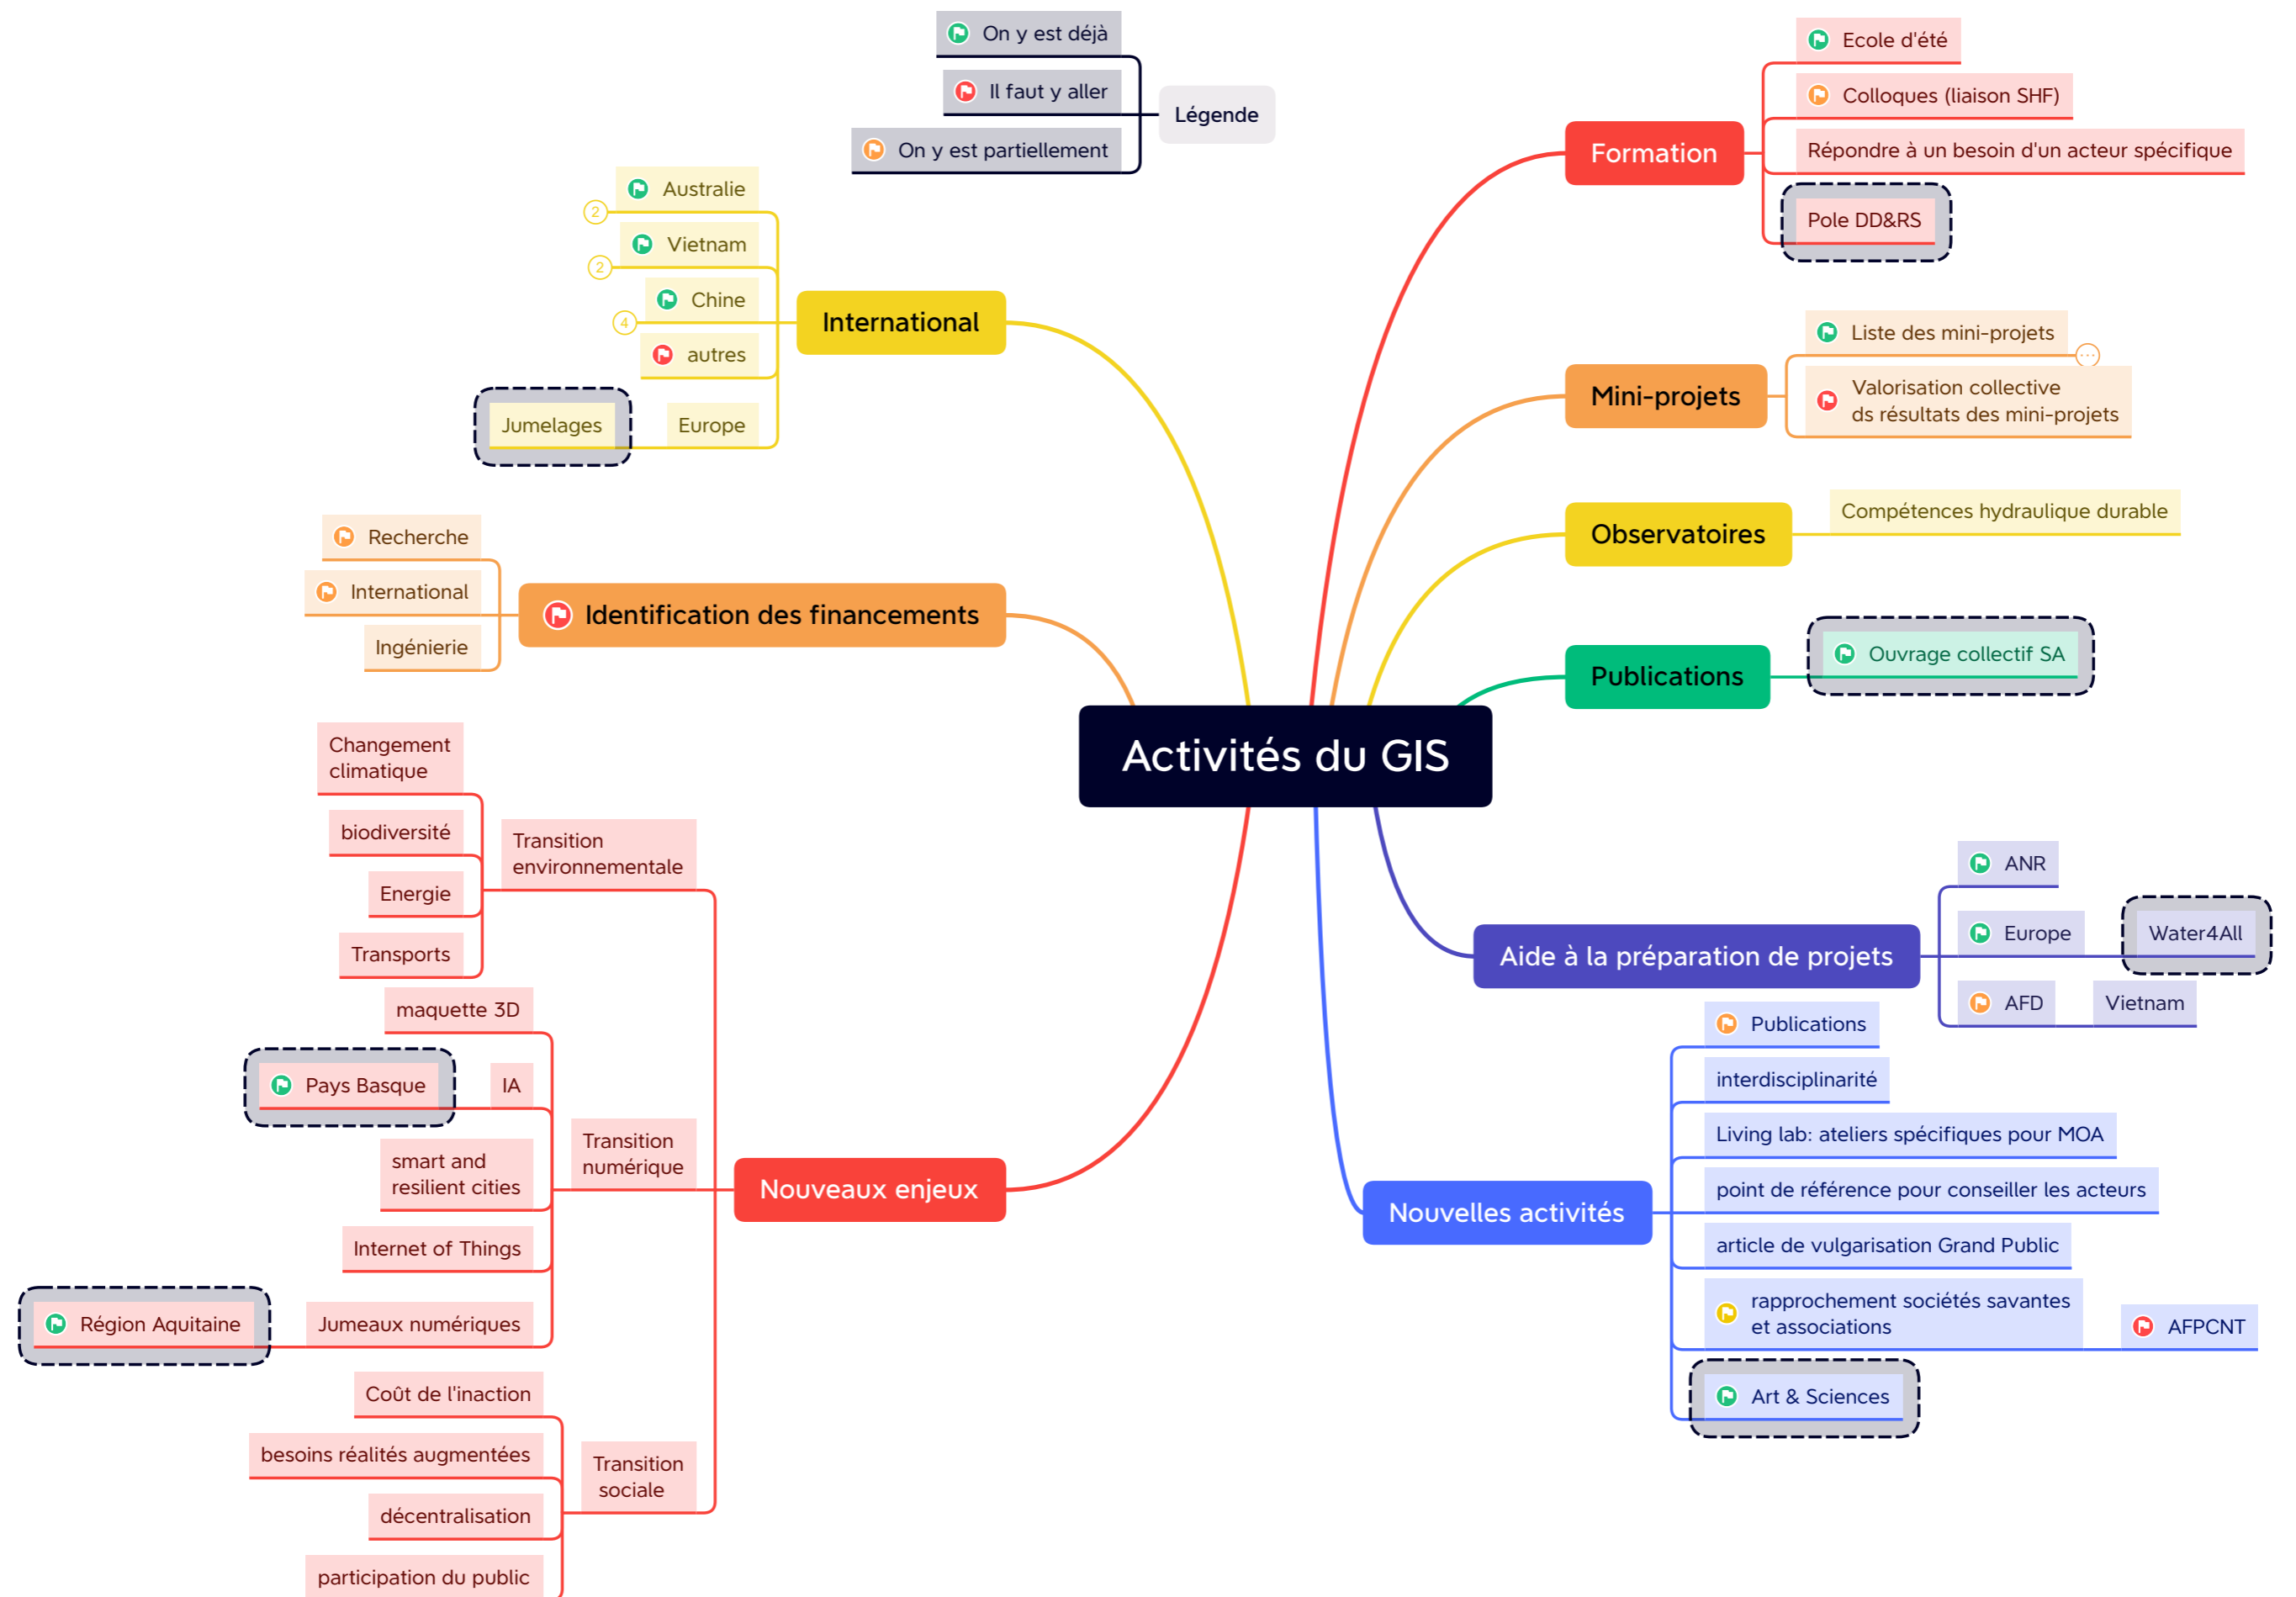 On y est déjà
Il faut y aller
On y est partiellement
Légende
Australie
2
Vietnam
2
Chine
4
autres
Jumelages
Europe
International
Recherche
International
Ingénierie
Identification des financements
Changement
climatique
biodiversité
Energie
Transports
Transition
environnementale
maquette 3D
Pays Basque
IA
smart and
resilient cities
Internet of Things
Région Aquitaine
Jumeaux numériques
Transition
numérique
Coût de l'inaction
besoins réalités augmentées
décentralisation
participation du public
Transition
sociale
Nouveaux enjeux
Activités du GIS
Formation
Ecole d'été
Colloques (liaison SHF)
Répondre à un besoin d'un acteur spécifique
Pole DD&RS
Mini-projets
Liste des mini-projets
Valorisation collective
ds résultats des mini-projets
Observatoires
Compétences hydraulique durable
Publications
Ouvrage collectif SA
Aide à la préparation de projets
ANR
Europe
Water4All
AFD
Vietnam
Nouvelles activités
Publications
interdisciplinarité
Living lab: ateliers spécifiques pour MOA
point de référence pour conseiller les acteurs
article de vulgarisation Grand Public
rapprochement sociétés savantes
et associations
AFPCNT
Art & Sciences